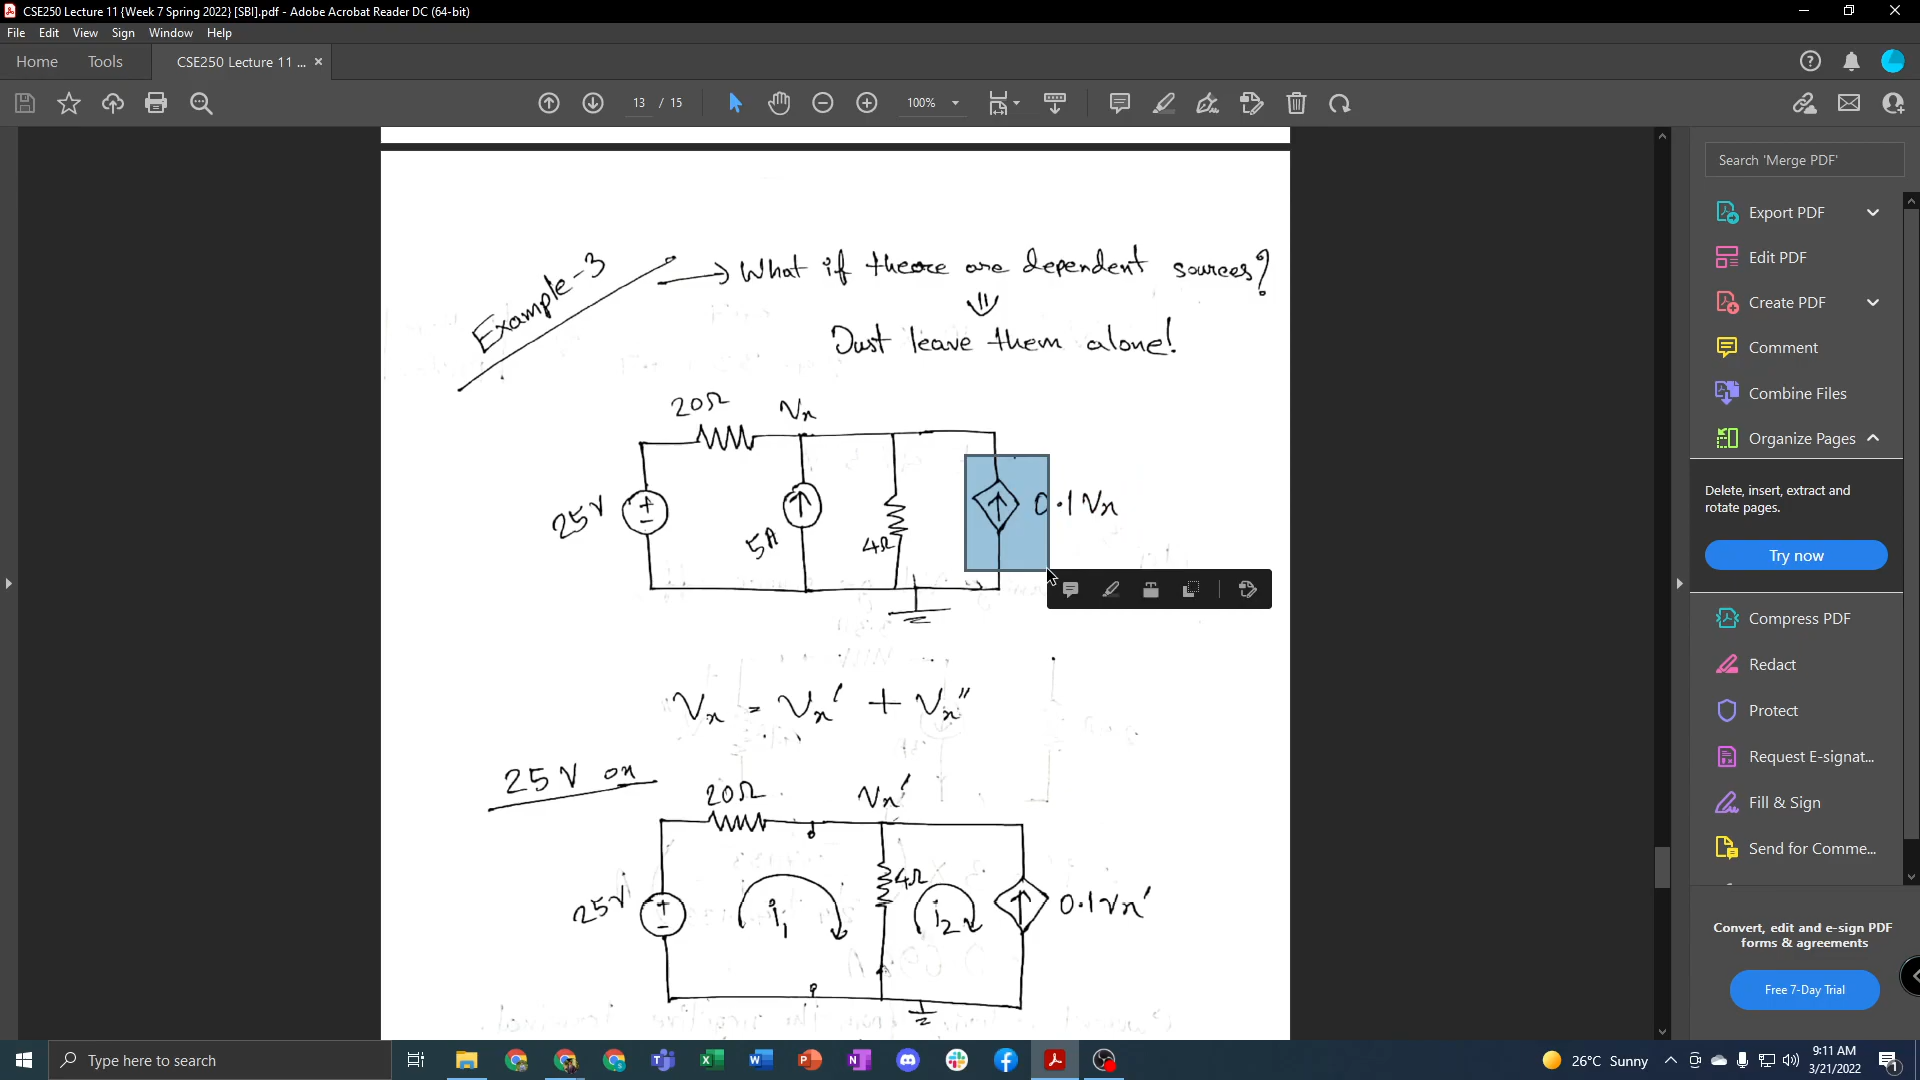 CSE250 Lecture 11 {Week 7 Spring 2022} [SBI].pdf - Adobe Acrobat Reader DC (64-bit)
File Edit View Sign Window Help
Home Tools CSE250 Lecture 11 ... ×
13 / 15 100%
Search 'Merge PDF'
Export PDF
Edit PDF
Create PDF
Comment
Combine Files
Organize Pages
Delete, insert, extract and
rotate pages.
Try now
Compress PDF
Redact
Protect
Request E-signat...
Fill & Sign
Send for Comme...
Convert, edit and e-sign PDF
forms & agreements
Free 7-Day Trial
Example-3
→ What if there are dependent sources?
⇓
Just leave them alone!
20Ω Vx
25V + − 5A 4Ω 0.1Vx
Vx = Vx' + Vx''
25V on
20Ω Vx'
25V + − i1 4Ω i2 0.1Vx'
Type here to search
26°C Sunny
9:11 AM
3/21/2022
1